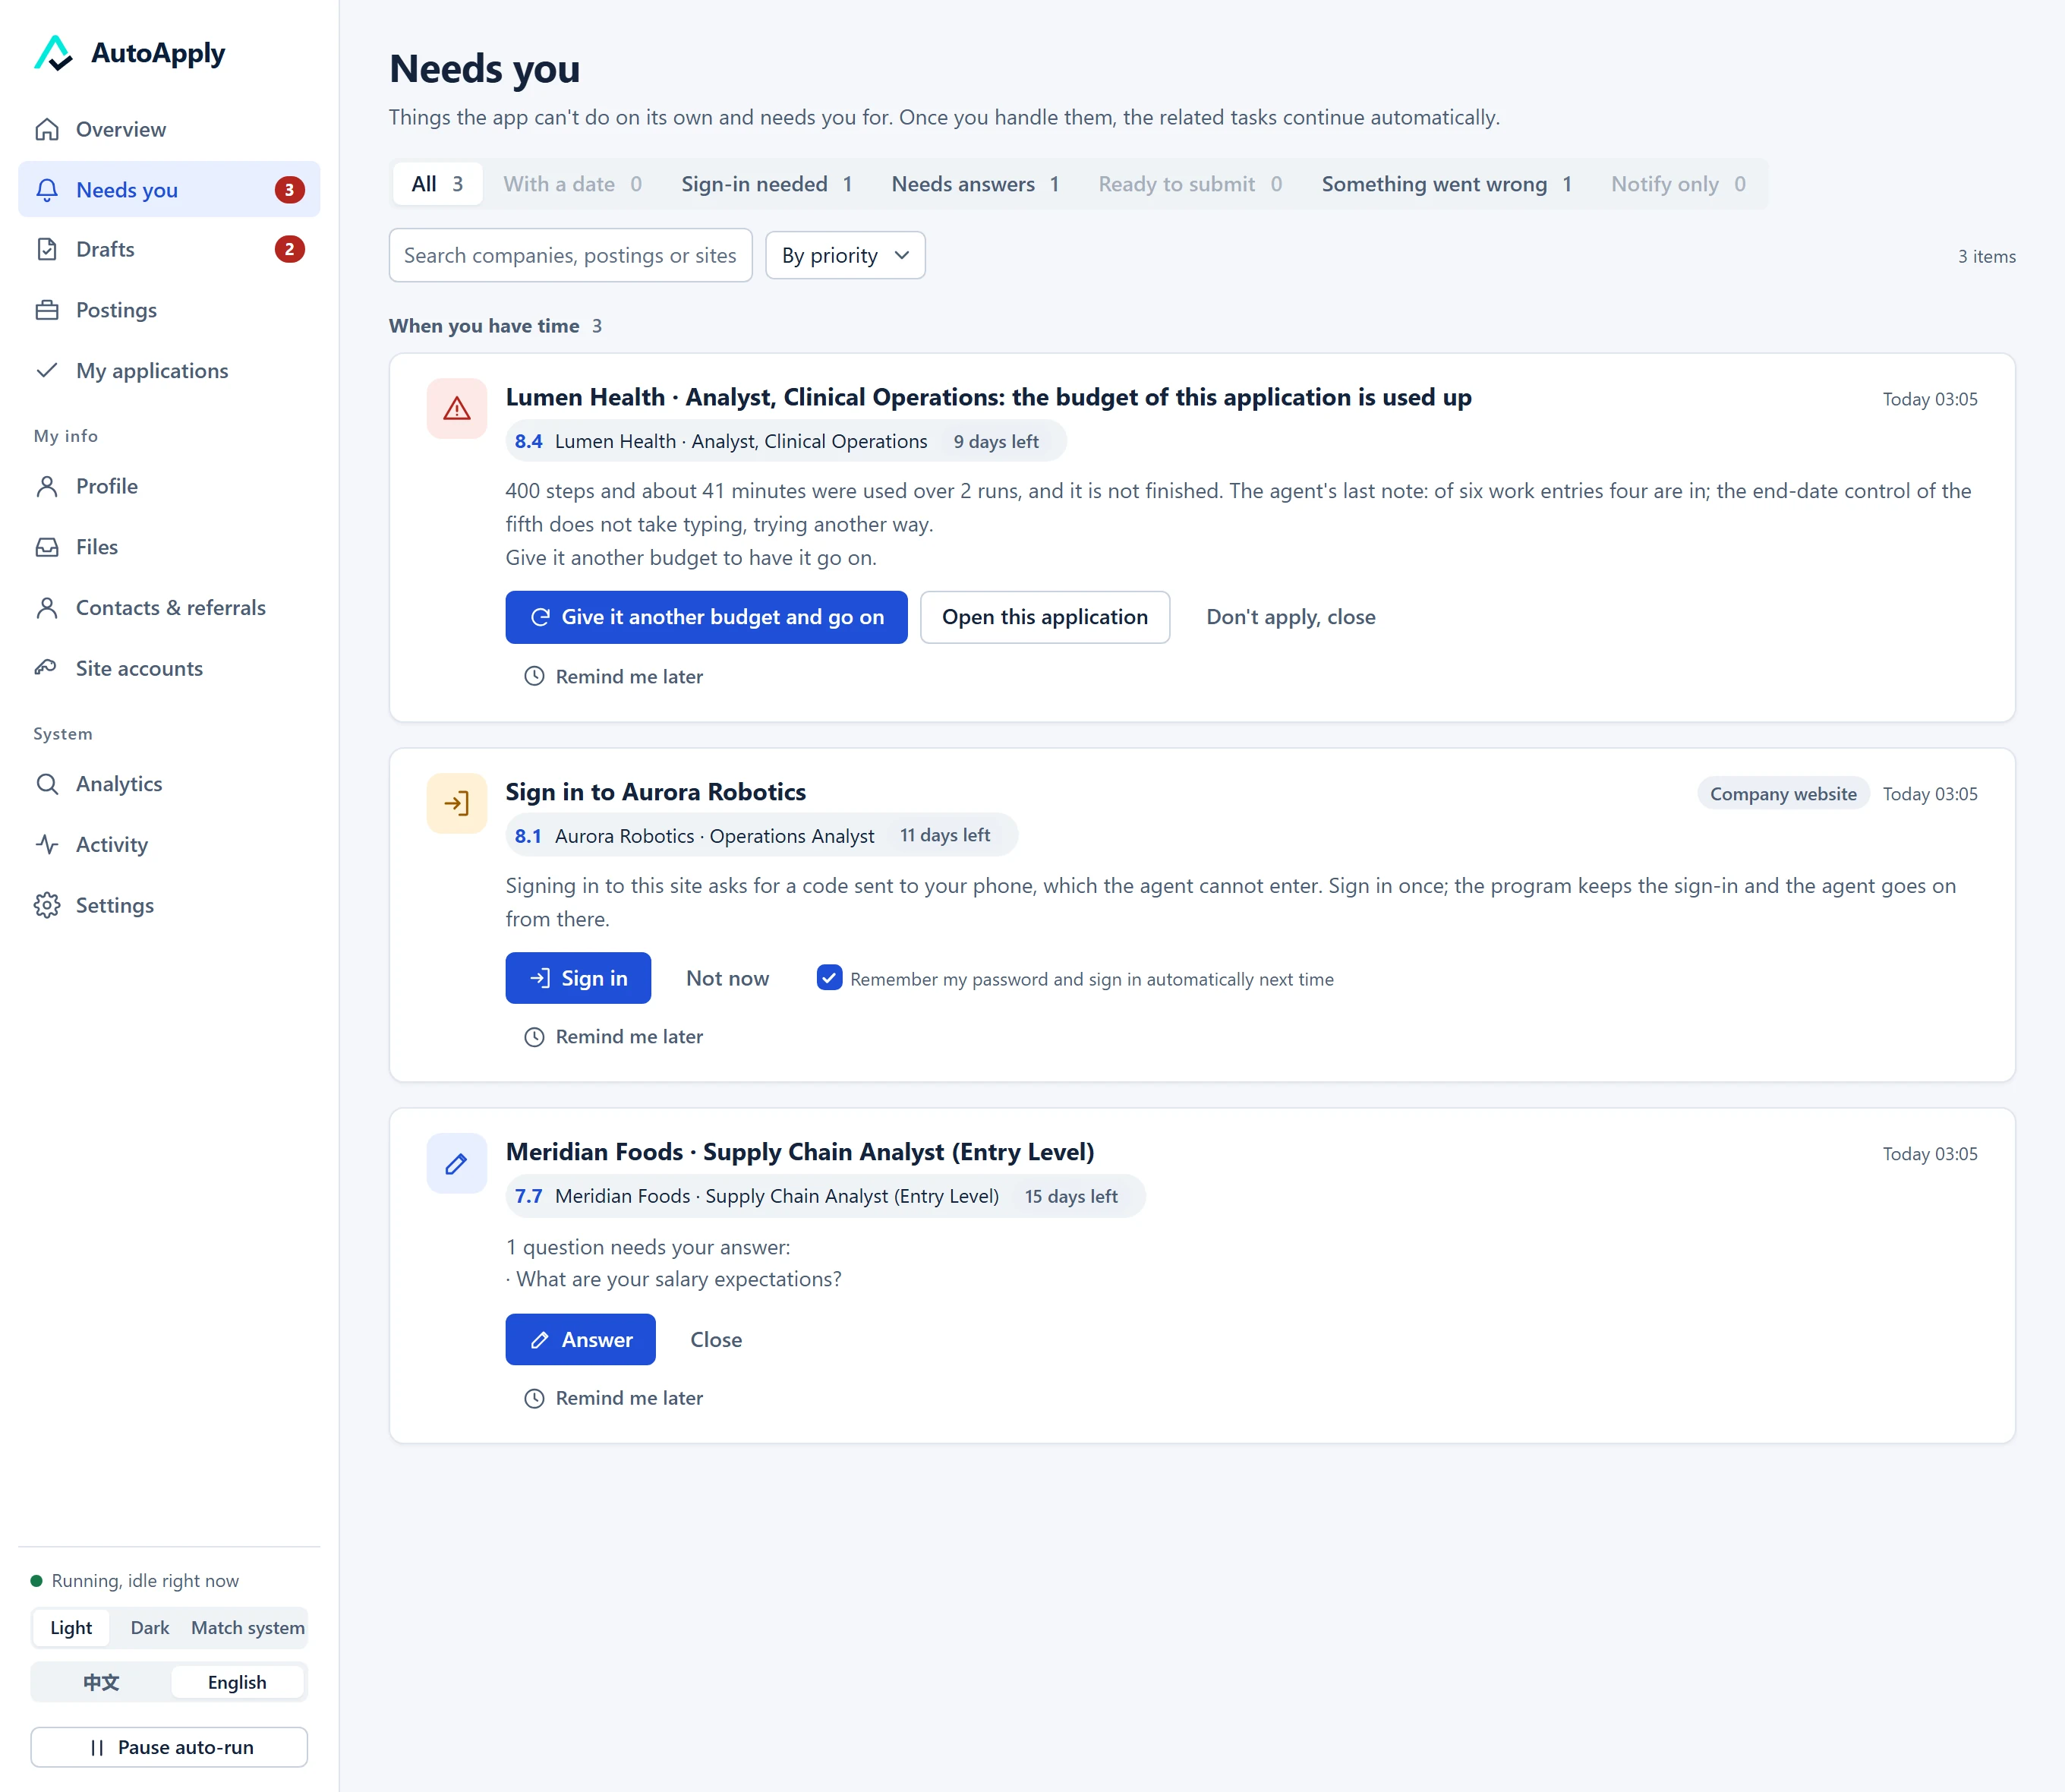 AutoApply
Overview
Needs you 3
Drafts 2
Postings
My applications
My info
Profile
Files
Contacts & referrals
Site accounts
System
Analytics
Activity
Settings
Running, idle right now
Light Dark Match system
中文 English
Pause auto-run
Needs you
Things the app can't do on its own and needs you for. Once you handle them, the related tasks continue automatically.
All 3 With a date 0 Sign-in needed 1 Needs answers 1 Ready to submit 0 Something went wrong 1 Notify only 0
Search companies, postings or sites By priority 3 items
When you have time 3
Lumen Health · Analyst, Clinical Operations: the budget of this application is used up Today 03:05
8.4 Lumen Health · Analyst, Clinical Operations 9 days left
400 steps and about 41 minutes were used over 2 runs, and it is not finished. The agent's last note: of six work entries four are in; the end-date control of the
fifth does not take typing, trying another way.
Give it another budget to have it go on.
Give it another budget and go on Open this application Don't apply, close
Remind me later
Sign in to Aurora Robotics Company website Today 03:05
8.1 Aurora Robotics · Operations Analyst 11 days left
Signing in to this site asks for a code sent to your phone, which the agent cannot enter. Sign in once; the program keeps the sign-in and the agent goes on
from there.
Sign in Not now Remember my password and sign in automatically next time
Remind me later
Meridian Foods · Supply Chain Analyst (Entry Level) Today 03:05
7.7 Meridian Foods · Supply Chain Analyst (Entry Level) 15 days left
1 question needs your answer:
· What are your salary expectations?
Answer Close
Remind me later